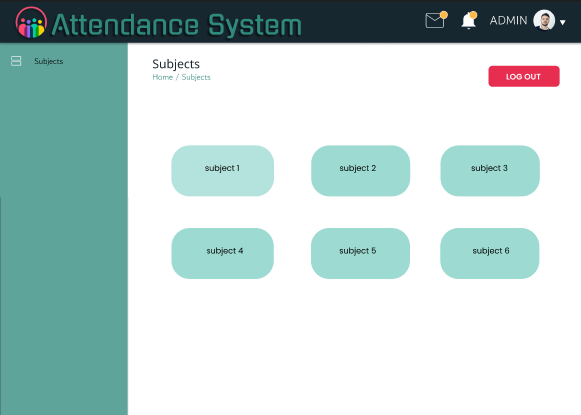 Attendance System
ADMIN
Subjects
Subjects
Home / Subjects
LOG OUT
subject 1
subject 2
subject 3
subject 4
subject 5
subject 6